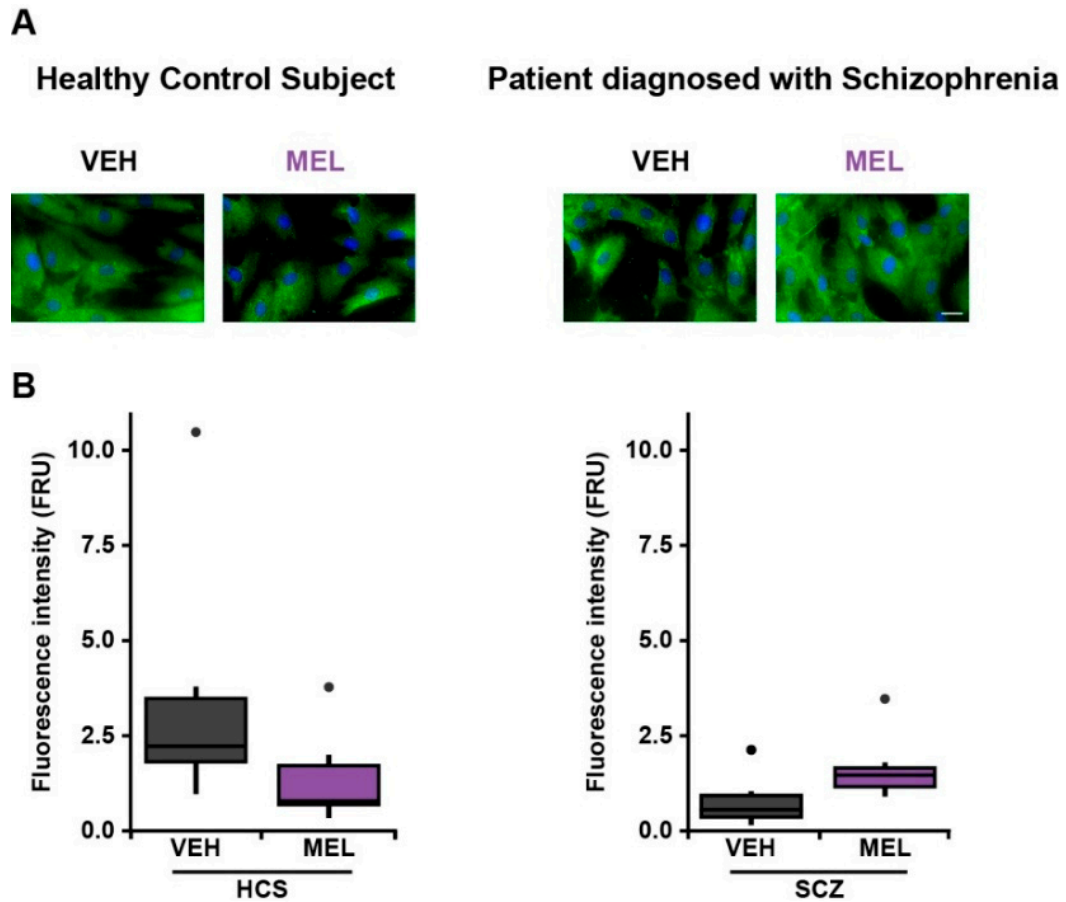 A
Healthy Control Subject
Patient diagnosed with Schizophrenia
VEH
MEL
VEH
MEL
B
Fluorescence intensity (FRU)
10.0
7.5
5.0
2.5
0.0
VEH
MEL
HCS
Fluorescence intensity (FRU)
10.0
7.5
5.0
2.5
0.0
VEH
MEL
SCZ